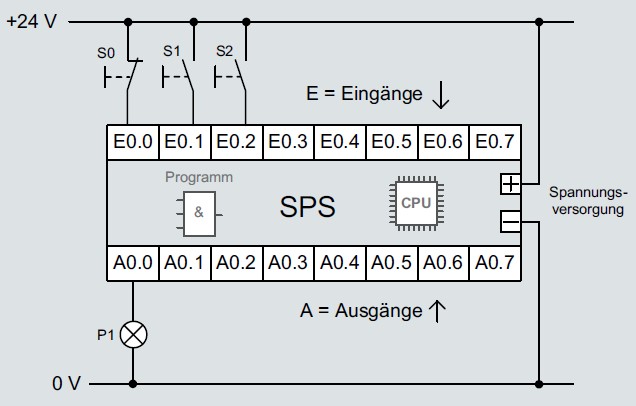 +24 V
S0 S1 S2
E = Eingänge
E0.0 E0.1 E0.2 E0.3 E0.4 E0.5 E0.6 E0.7
Programm
& SPS CPU
+
−
Spannungs-
versorgung
A0.0 A0.1 A0.2 A0.3 A0.4 A0.5 A0.6 A0.7
A = Ausgänge
P1
0 V